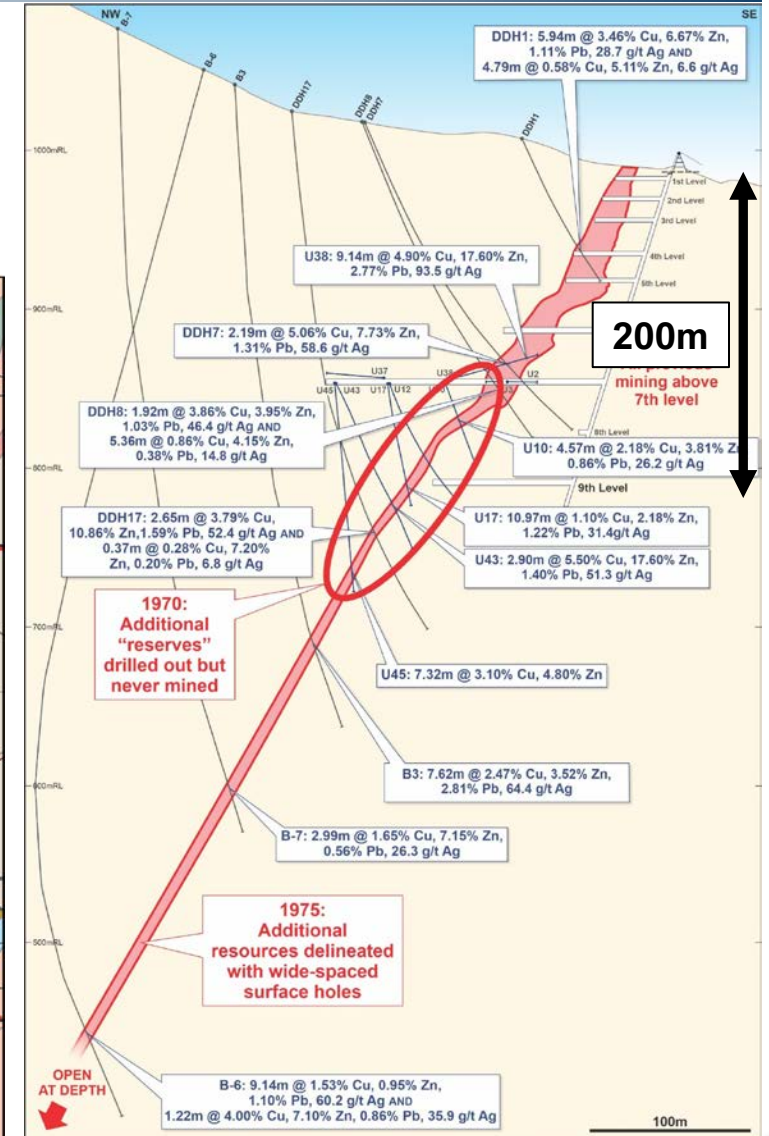 NW
SE
B-7
B-6
B3
DDH17
DDH8
DDH7
DDH1
DDH1: 5.94m @ 3.46% Cu, 6.67% Zn,
1.11% Pb, 28.7 g/t Ag AND
4.79m @ 0.58% Cu, 5.11% Zn, 6.6 g/t Ag
1000mRL
1st Level
2nd Level
3rd Level
4th Level
5th Level
U38: 9.14m @ 4.90% Cu, 17.60% Zn,
2.77% Pb, 93.5 g/t Ag
900mRL
200m
DDH7: 2.19m @ 5.06% Cu, 7.73% Zn,
1.31% Pb, 58.6 g/t Ag
mining above
7th level
U37
U38
U2
U45
U43
U17
U12
DDH8: 1.92m @ 3.86% Cu, 3.95% Zn,
1.03% Pb, 46.4 g/t Ag AND
5.36m @ 0.86% Cu, 4.15% Zn,
0.38% Pb, 14.8 g/t Ag
8th Level
U10: 4.57m @ 2.18% Cu, 3.81% Zn
0.86% Pb, 26.2 g/t Ag
800mRL
9th Level
DDH17: 2.65m @ 3.79% Cu,
10.86% Zn,1.59% Pb, 52.4 g/t Ag AND
0.37m @ 0.28% Cu, 7.20%
Zn, 0.20% Pb, 6.8 g/t Ag
U17: 10.97m @ 1.10% Cu, 2.18% Zn,
1.22% Pb, 31.4g/t Ag
U43: 2.90m @ 5.50% Cu, 17.60% Zn,
1.40% Pb, 51.3 g/t Ag
1970:
Additional
“reserves”
drilled out but
never mined
700mRL
U45: 7.32m @ 3.10% Cu, 4.80% Zn
B3: 7.62m @ 2.47% Cu, 3.52% Zn,
2.81% Pb, 64.4 g/t Ag
600mRL
B-7: 2.99m @ 1.65% Cu, 7.15% Zn,
0.56% Pb, 26.3 g/t Ag
1975:
Additional
resources delineated
with wide-spaced
surface holes
500mRL
OPEN
AT DEPTH
B-6: 9.14m @ 1.53% Cu, 0.95% Zn,
1.10% Pb, 60.2 g/t Ag AND
1.22m @ 4.00% Cu, 7.10% Zn, 0.86% Pb, 35.9 g/t Ag
100m